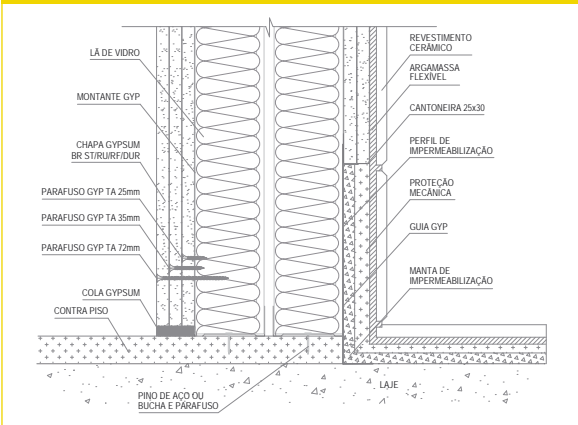 LÃ DE VIDRO
MONTANTE GYP
CHAPA GYPSUM
BR ST/RU/RF/DUR
PARAFUSO GYP TA 25mm
PARAFUSO GYP TA 35mm
PARAFUSO GYP TA 72mm
COLA GYPSUM
CONTRA PISO
PINO DE AÇO OU
BUCHA E PARAFUSO
REVESTIMENTO
CERÂMICO
ARGAMASSA
FLEXÍVEL
CANTONEIRA 25x30
PERFIL DE
IMPERMEABILIZAÇÃO
PROTEÇÃO
MECÂNICA
GUIA GYP
MANTA DE
IMPERMEABILIZAÇÃO
LAJE